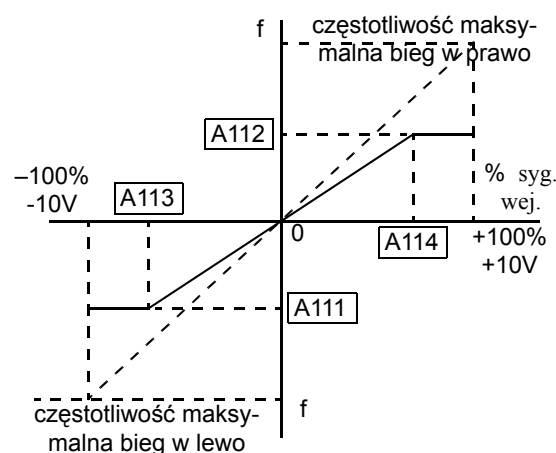 f
częstotliwość maksy-
malna bieg w prawo
A112
–100%
-10V
A113
% syg.
wej.
0
A114
+100%
+10V
A111
częstotliwość maksy-
malna bieg w lewo
f